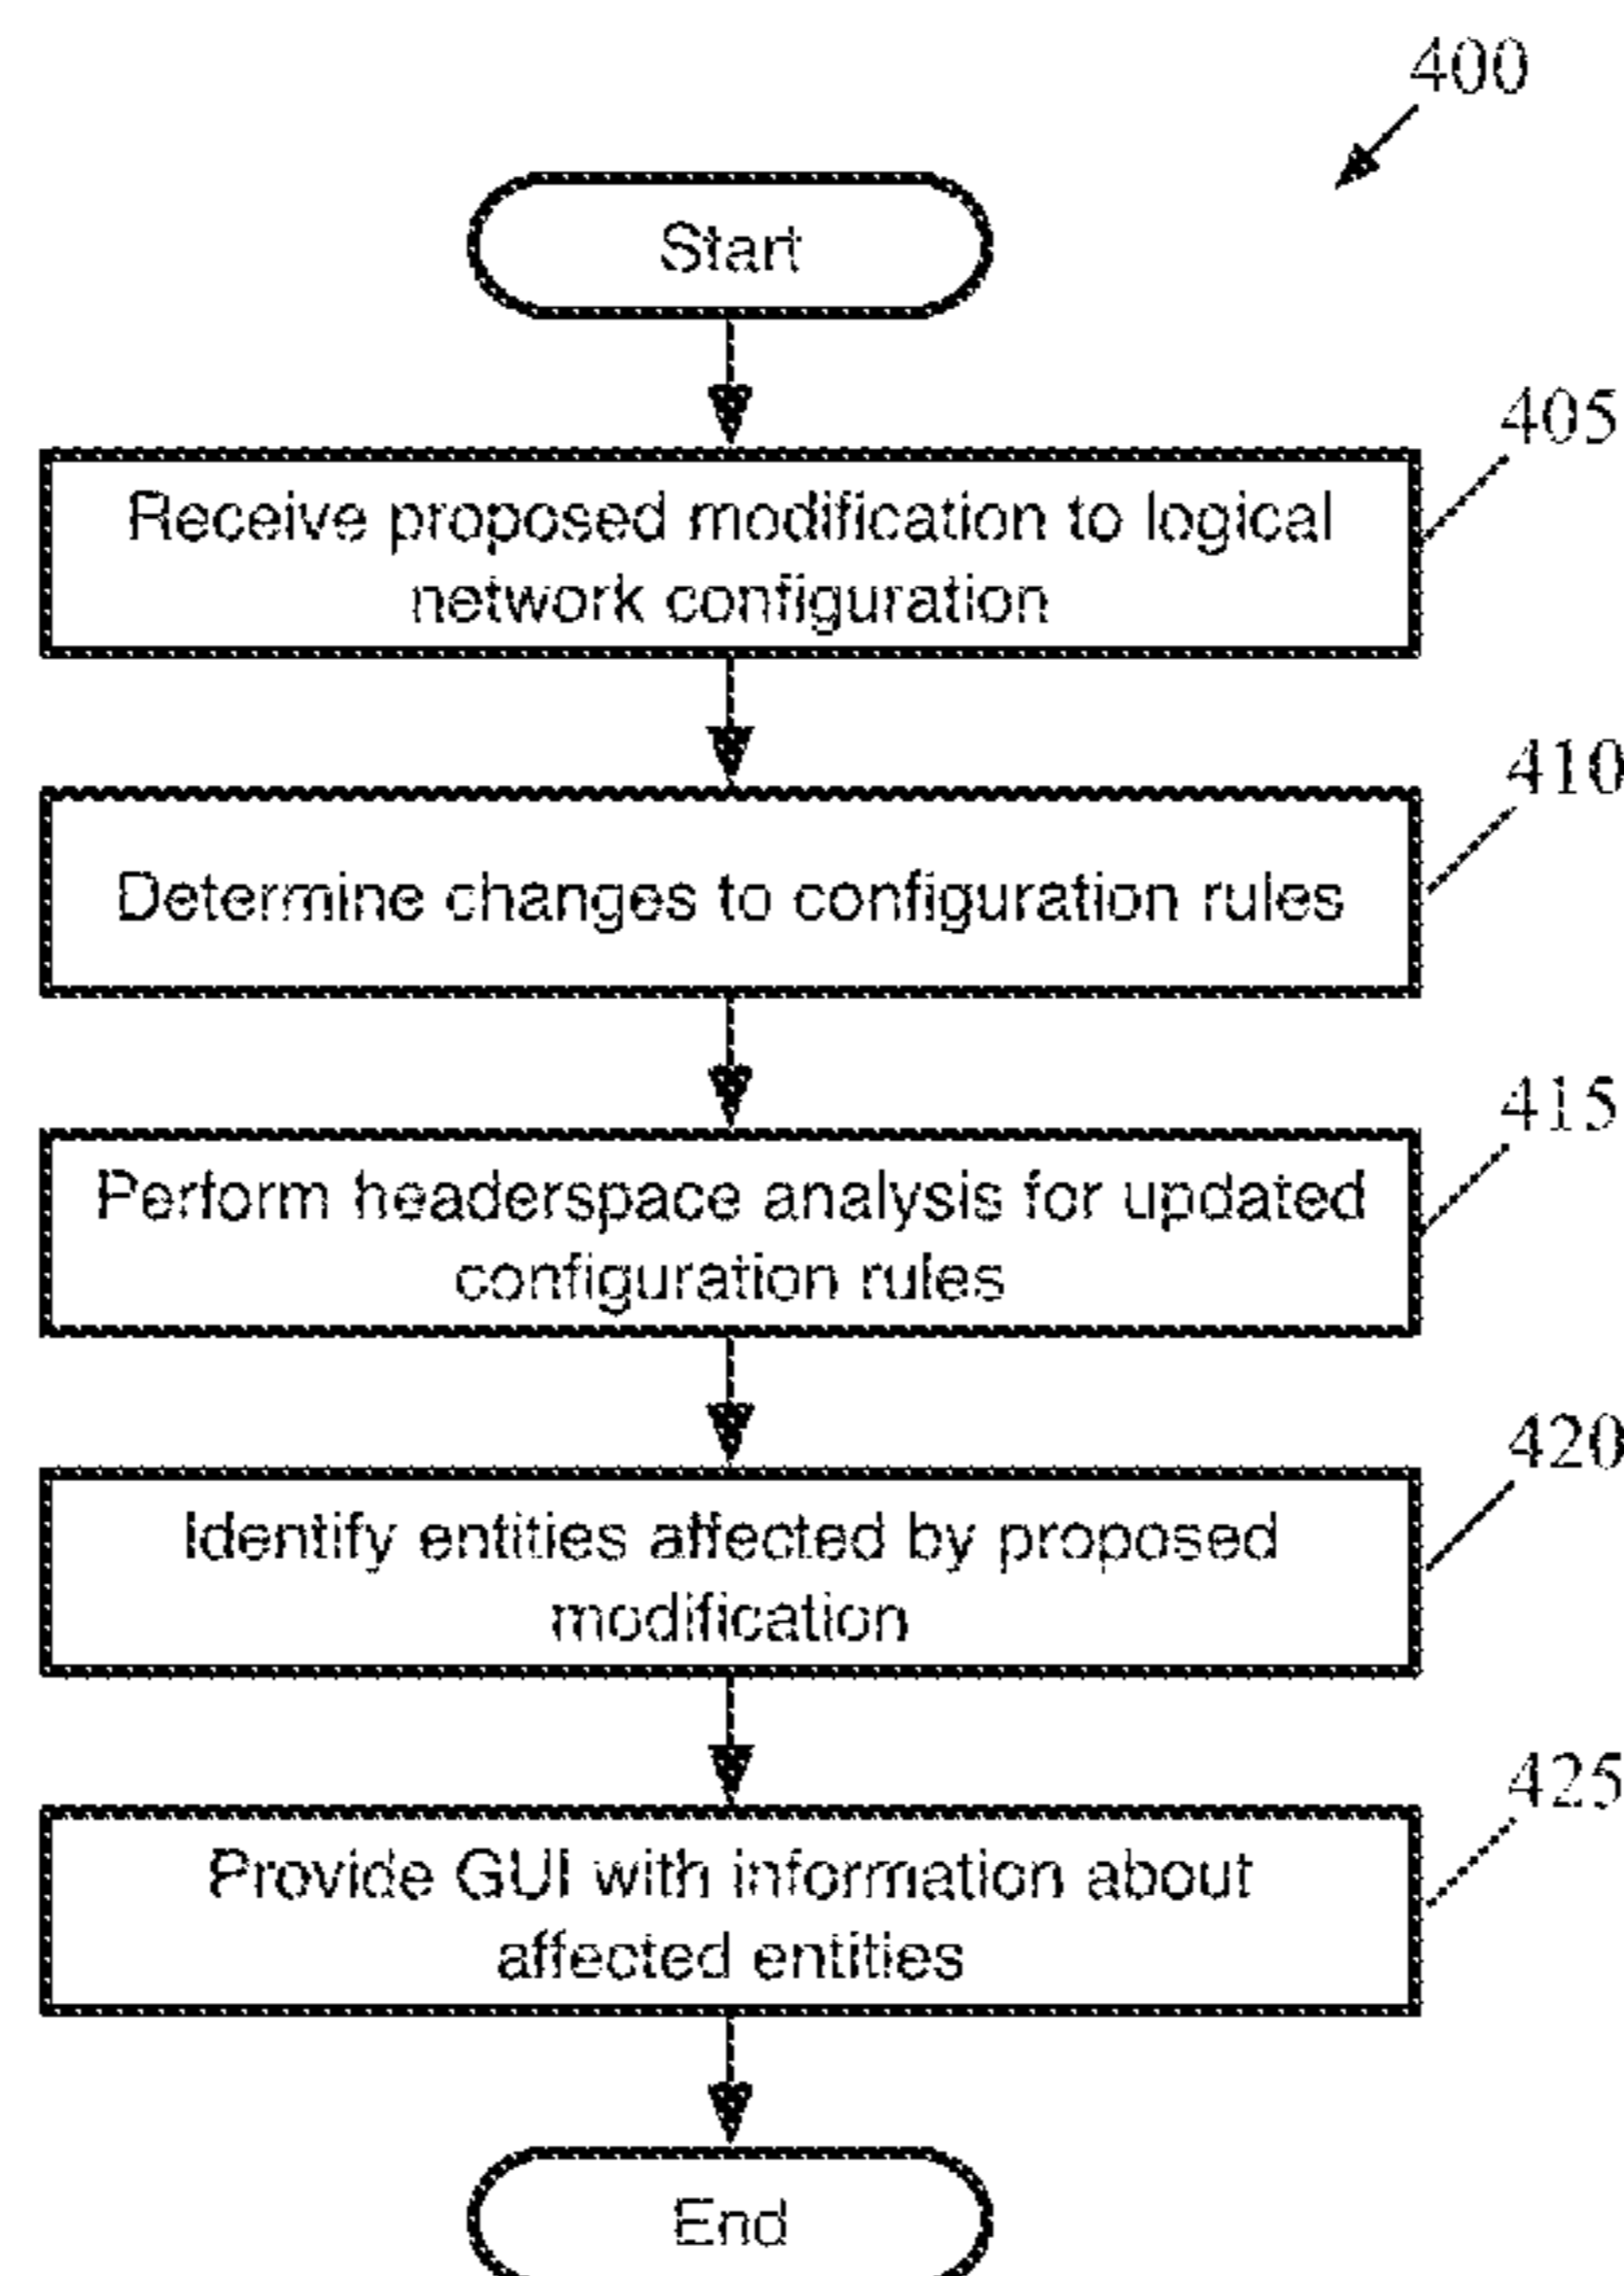 400
Start
405
Receive proposed modification to logical
network configuration
410
Determine changes to configuration rules
415
Perform headerspace analysis for updated
configuration rules
420
Identify entities affected by proposed
modification
425
Provide GUI with information about
affected entities
End